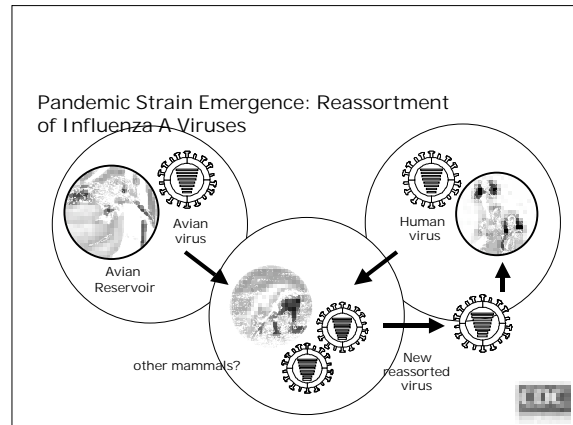 Pandemic Strain Emergence: Reassortment
of Influenza A Viruses
Avian
virus
Human
virus
Avian
Reservoir
other mammals?
New
reassorted
virus
CDC